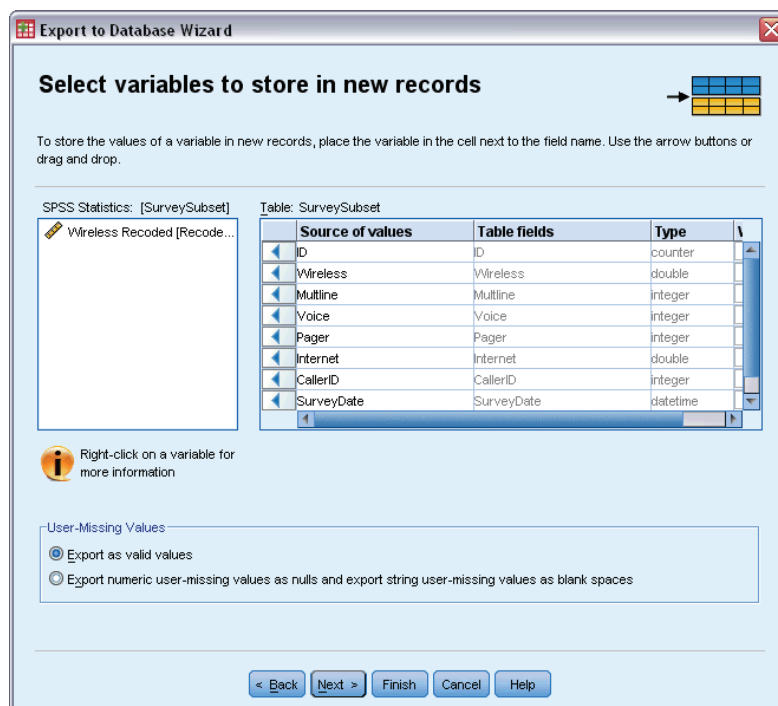 Export to Database Wizard
Select variables to store in new records
To store the values of a variable in new records, place the variable in the cell next to the field name. Use the arrow buttons or
drag and drop.
SPSS Statistics: [SurveySubset] Table: SurveySubset
Wireless Recoded [Recode...
Source of values Table fields Type
ID ID counter
Wireless Wireless double
Multline Multline integer
Voice Voice integer
Pager Pager integer
Internet Internet double
CallerID CallerID integer
SurveyDate SurveyDate datetime
Right-click on a variable for
more information
User-Missing Values
Export as valid values
Export numeric user-missing values as nulls and export string user-missing values as blank spaces
< Back Next > Finish Cancel Help